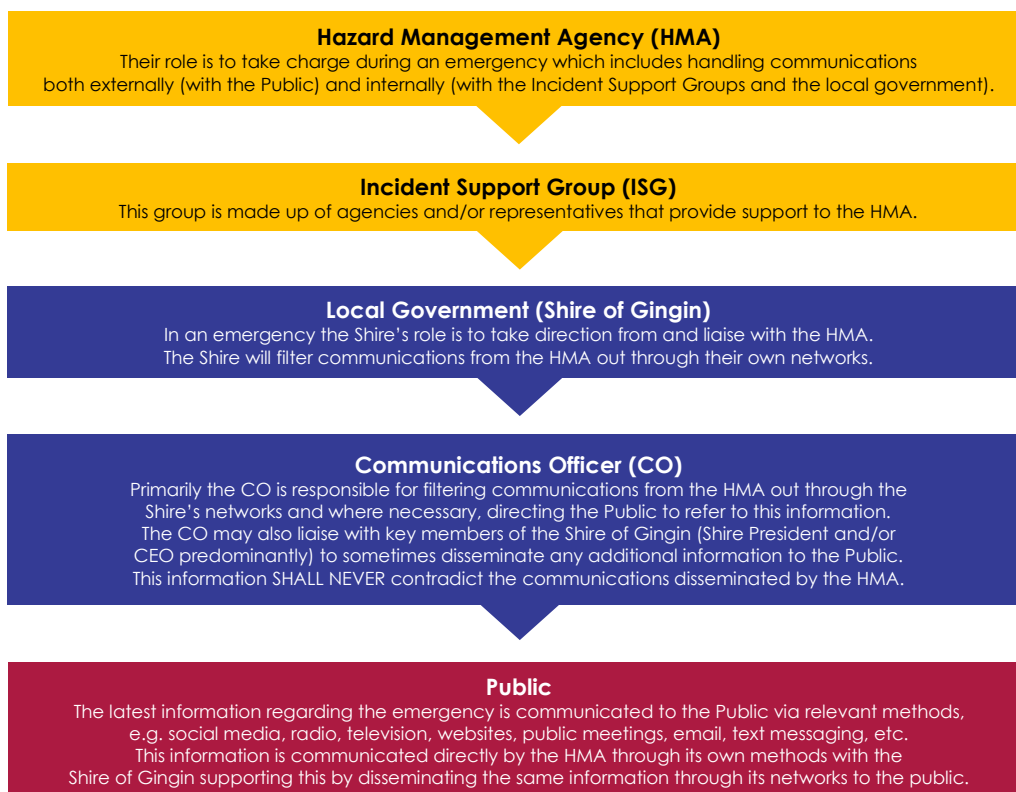 Hazard Management Agency (HMA)
Their role is to take charge during an emergency which includes handling communications
both externally (with the Public) and internally (with the Incident Support Groups and the local government).
Incident Support Group (ISG)
This group is made up of agencies and/or representatives that provide support to the HMA.
Local Government (Shire of Gingin)
In an emergency the Shire's role is to take direction from and liaise with the HMA.
The Shire will filter communications from the HMA out through their own networks.
Communications Officer (CO)
Primarily the CO is responsible for filtering communications from the HMA out through the
Shire's networks and where necessary, directing the Public to refer to this information.
The CO may also liaise with key members of the Shire of Gingin (Shire President and/or
CEO predominantly) to sometimes disseminate any additional information to the Public.
This information SHALL NEVER contradict the communications disseminated by the HMA.
Public
The latest information regarding the emergency is communicated to the Public via relevant methods,
e.g. social media, radio, television, websites, public meetings, email, text messaging, etc.
This information is communicated directly by the HMA through its own methods with the
Shire of Gingin supporting this by disseminating the same information through its networks to the public.